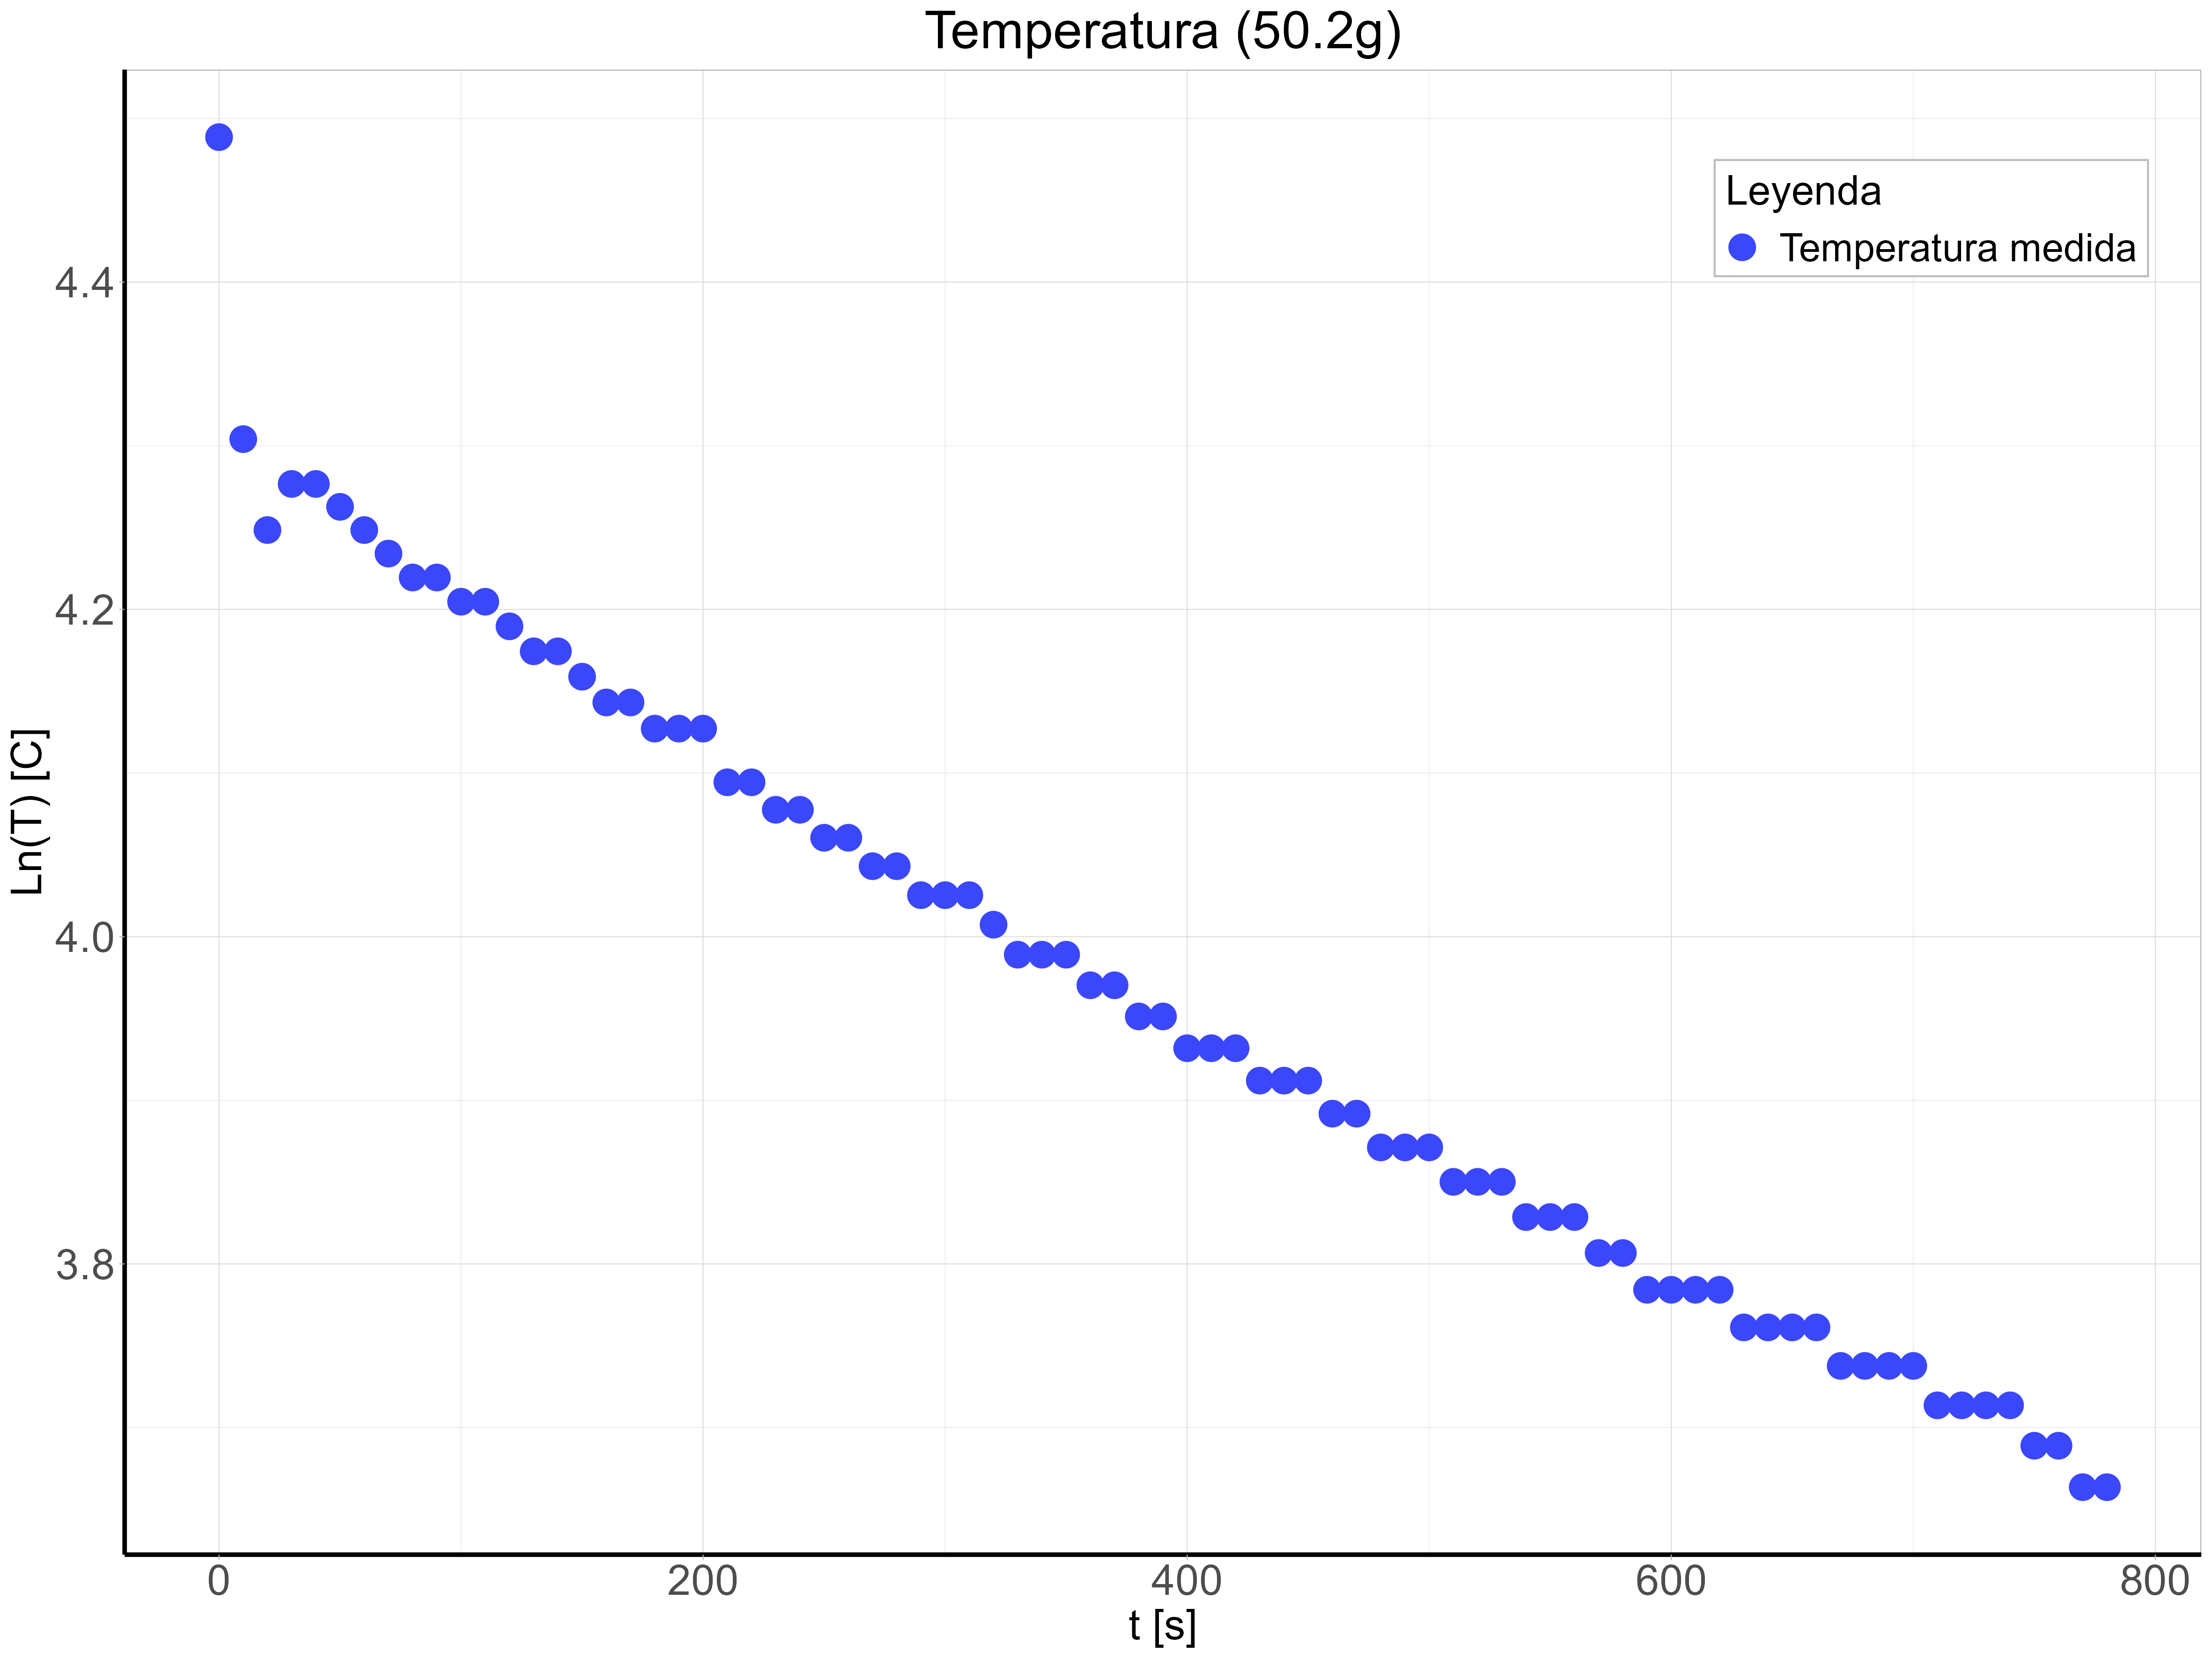 Temperatura (50.2g)
Leyenda
Temperatura medida
4.4
4.2
4.0
3.8
Ln(T) [C]
0 200 400 600 800
t [s]